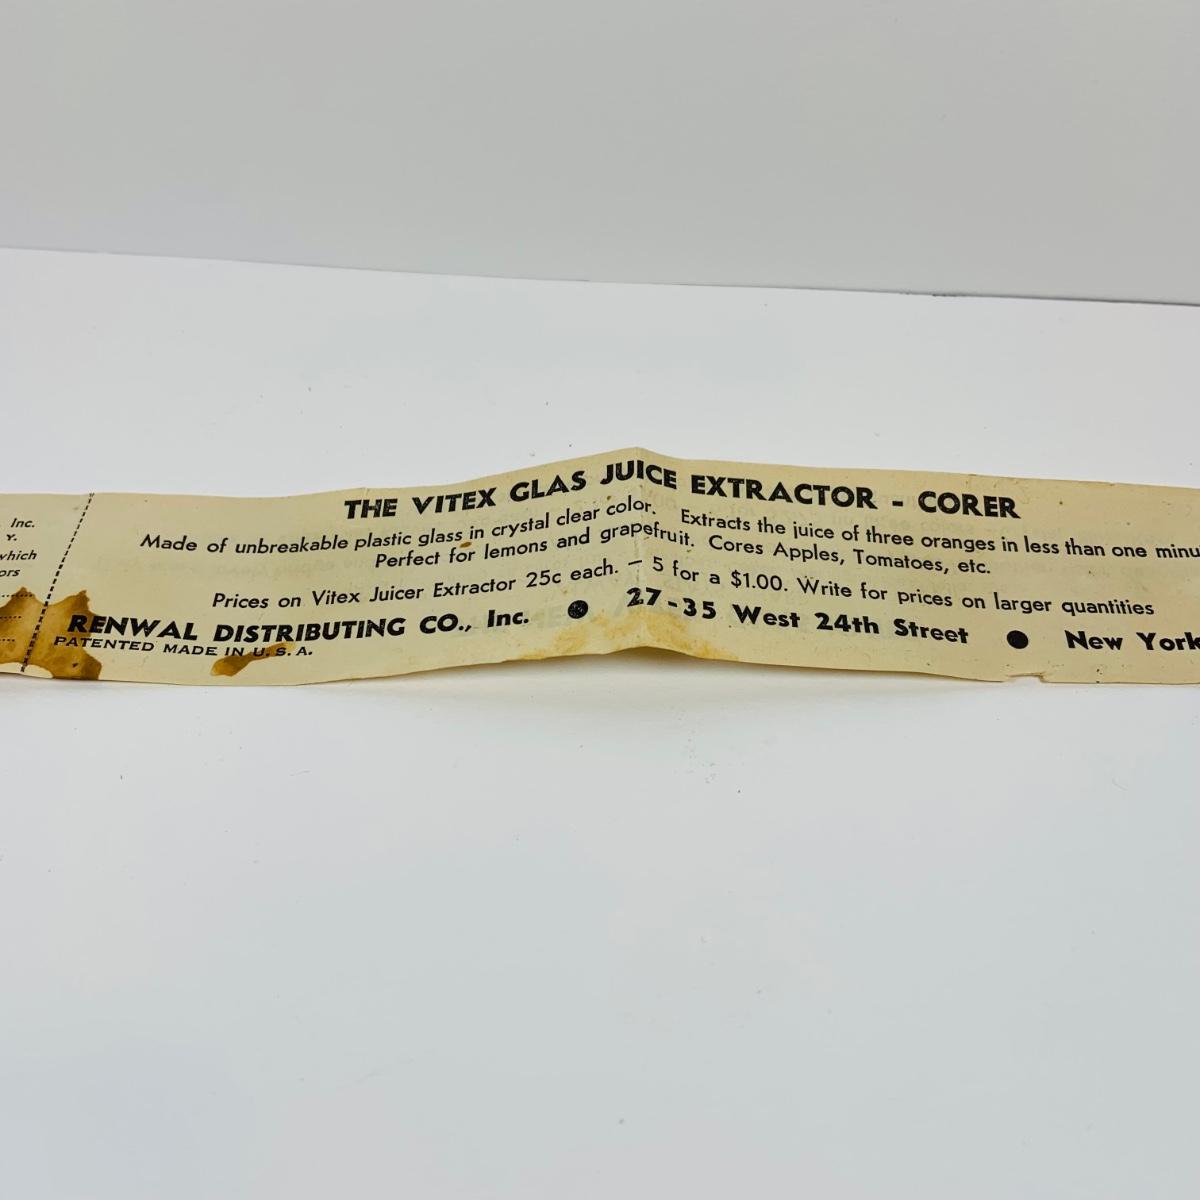 Inc.
Y.
which
ors
THE VITEX GLAS JUICE EXTRACTOR - CORER
Made of unbreakable plastic glass in crystal clear color. Extracts the juice of three oranges in less than one minu
Perfect for lemons and grapefruit. Cores Apples, Tomatoes, etc.
Prices on Vitex Juicer Extractor 25c each. — 5 for a $1.00. Write for prices on larger quantities
RENWAL DISTRIBUTING CO., Inc. ● 27-35 West 24th Street ● New York
PATENTED MADE IN U. S. A.